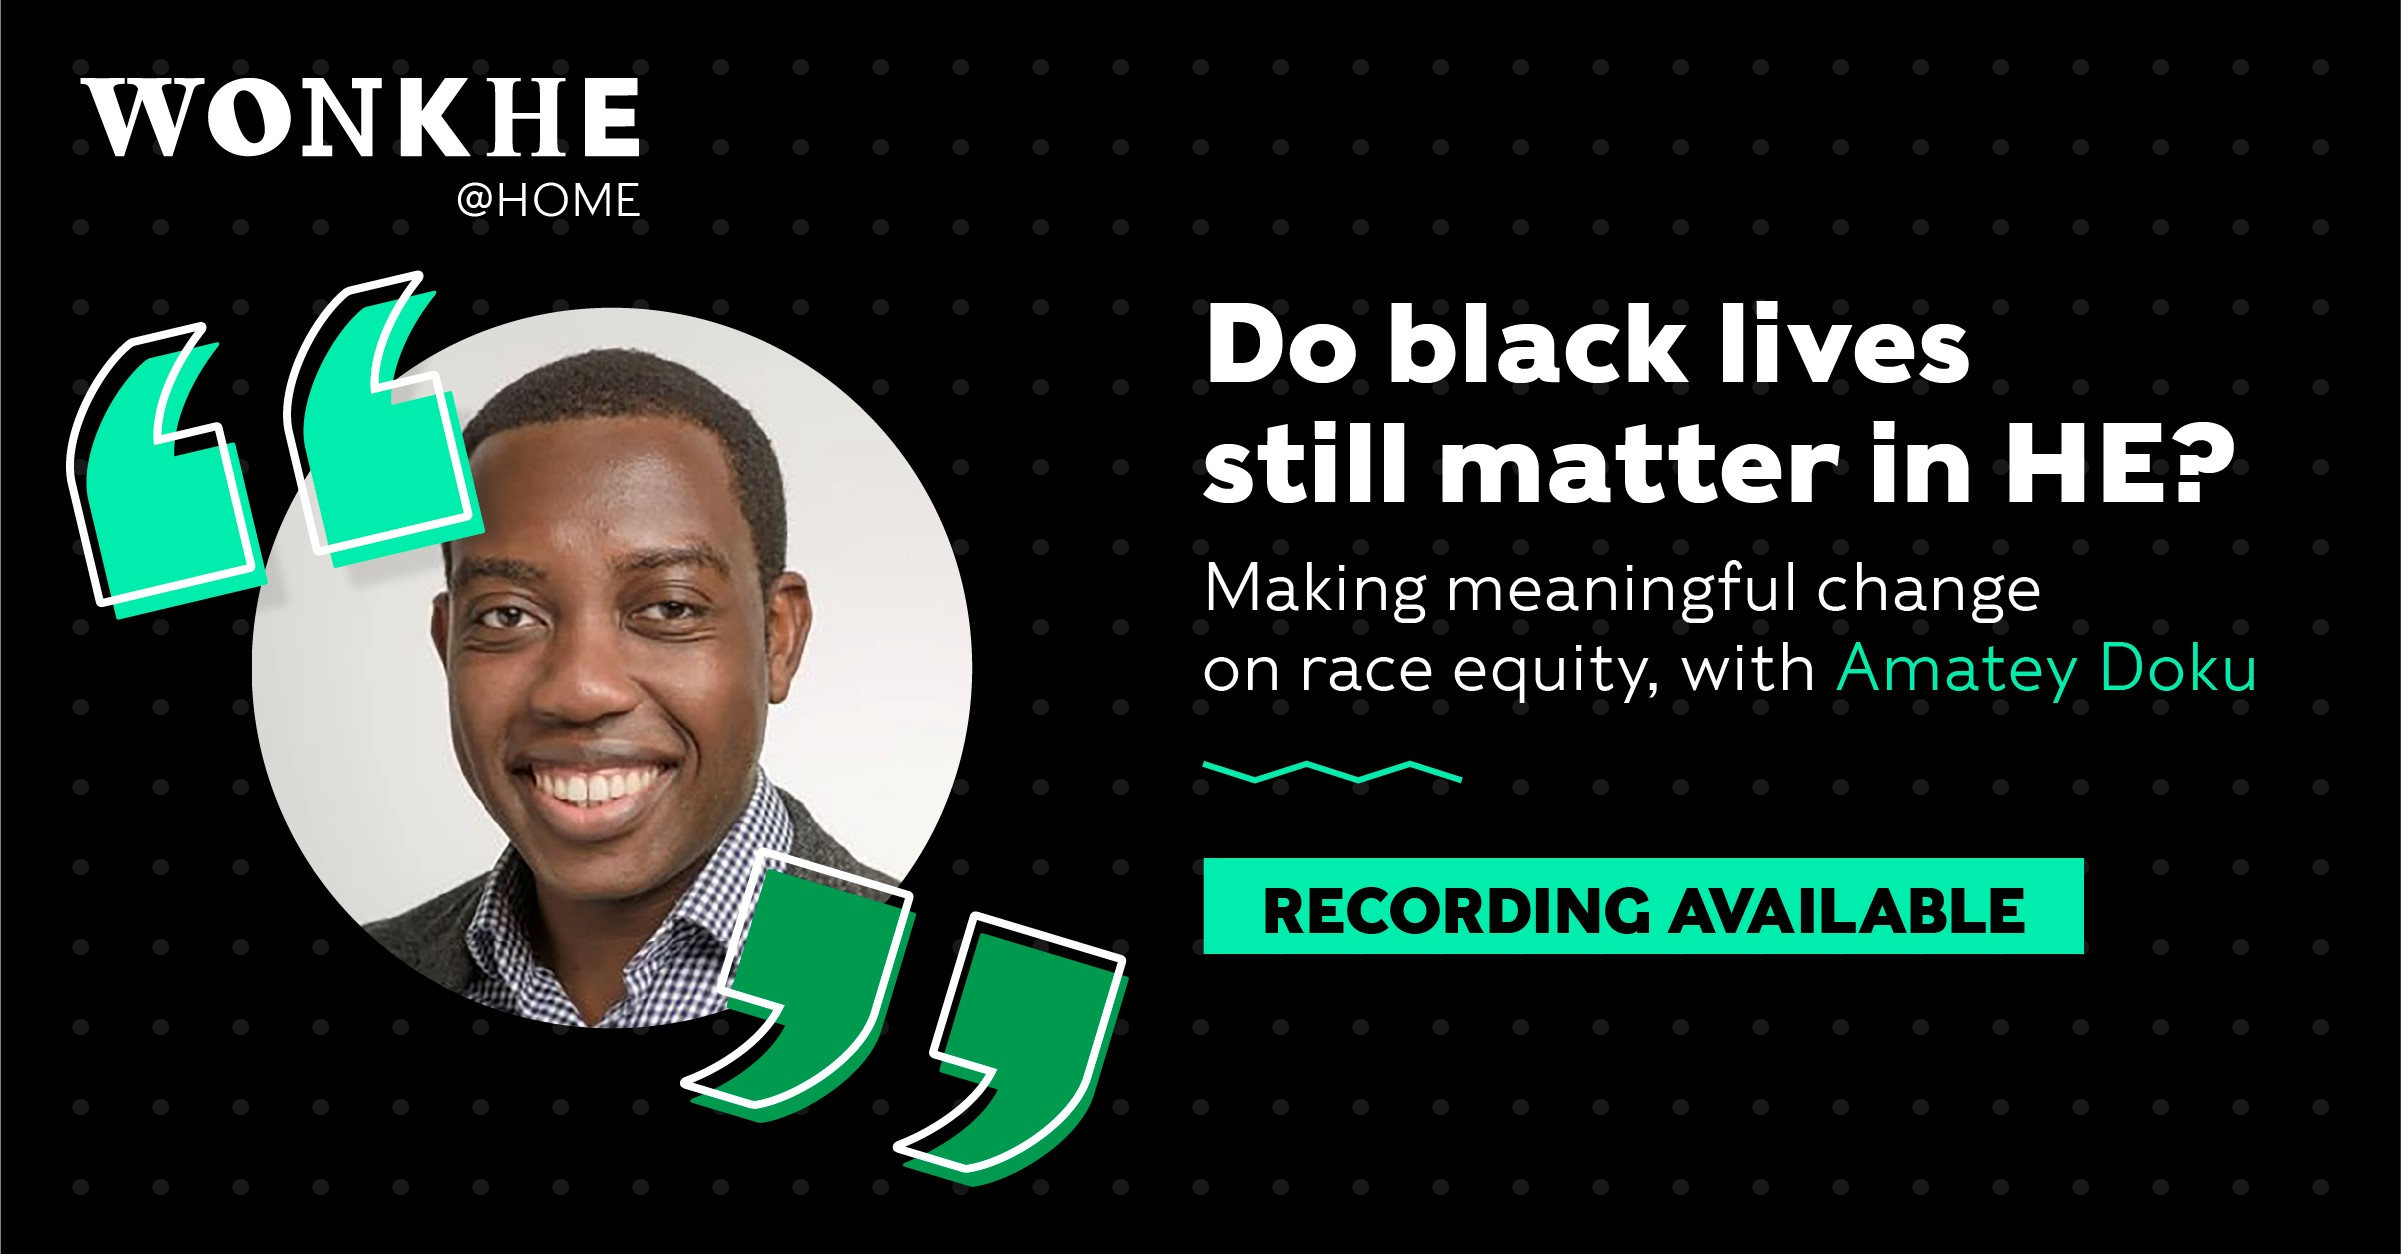 WONKHE
@HOME
Do black lives
still matter in HE?
Making meaningful change
on race equity, with Amatey Doku
RECORDING AVAILABLE